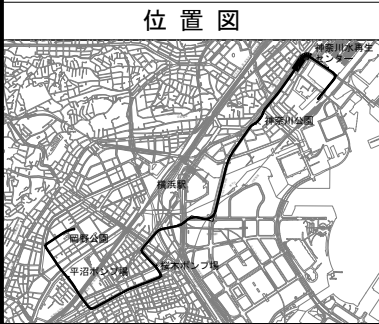 位置図
神奈川水再生
センター
神奈川公園
横浜駅
岡野公園
平沼ポンプ場
桜木ポンプ場